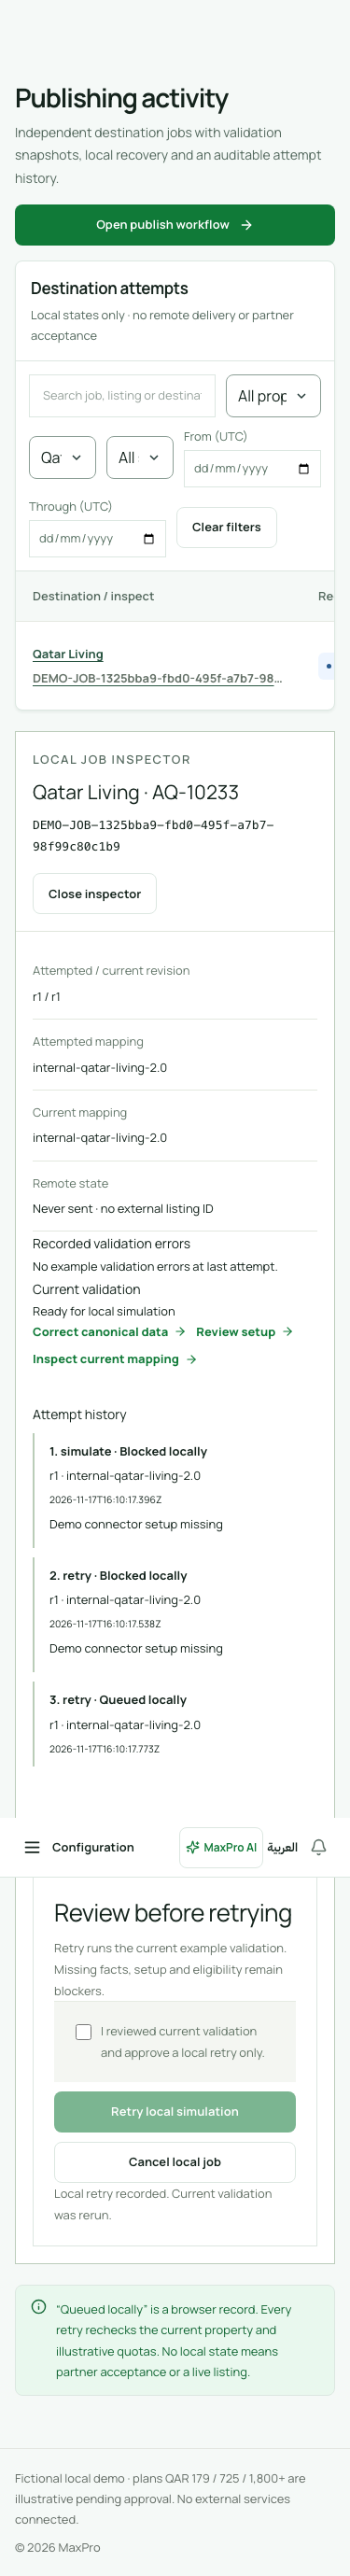 Publishing activity
Independent destination jobs with validation
snapshots, local recovery and an auditable attempt
history.
Open publish workflow
Destination attempts
Local states only · no remote delivery or partner
acceptance
Search job, listing or destina
All prop
Qat
All
From (UTC)
dd/mm/yyyy
Through (UTC)
dd/mm/yyyy
Clear filters
Destination / inspect
Re
Qatar Living
DEMO-JOB-1325bba9-fbd0-495f-a7b7-98...
LOCAL JOB INSPECTOR
Qatar Living · AQ-10233
DEMO-JOB-1325bba9-fbd0-495f-a7b7-
98f99c80c1b9
Close inspector
Attempted / current revision
r1 / r1
Attempted mapping
internal-qatar-living-2.0
Current mapping
internal-qatar-living-2.0
Remote state
Never sent · no external listing ID
Recorded validation errors
No example validation errors at last attempt.
Current validation
Ready for local simulation
Correct canonical data
Review setup
Inspect current mapping
Attempt history
1. simulate · Blocked locally
r1 · internal-qatar-living-2.0
2026-11-17T16:10:17.396Z
Demo connector setup missing
2. retry · Blocked locally
r1 · internal-qatar-living-2.0
2026-11-17T16:10:17.538Z
Demo connector setup missing
3. retry · Queued locally
r1 · internal-qatar-living-2.0
2026-11-17T16:10:17.773Z
Configuration
MaxPro AI
العربية
Review before retrying
Retry runs the current example validation.
Missing facts, setup and eligibility remain
blockers.
I reviewed current validation
and approve a local retry only.
Retry local simulation
Cancel local job
Local retry recorded. Current validation
was rerun.
“Queued locally” is a browser record. Every
retry rechecks the current property and
illustrative quotas. No local state means
partner acceptance or a live listing.
Fictional local demo · plans QAR 179 / 725 / 1,800+ are
illustrative pending approval. No external services
connected.
© 2026 MaxPro